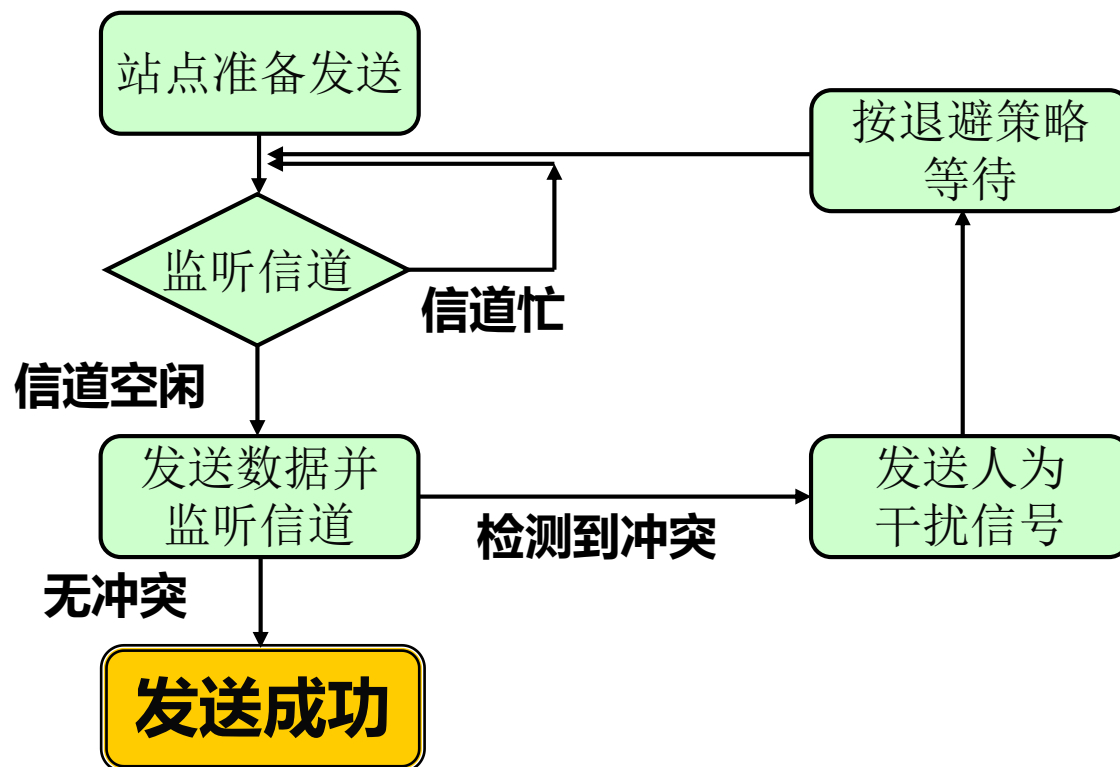 站点准备发送
按退避策略
等待
监听信道
信道忙
信道空闲
发送数据并
监听信道
检测到冲突
发送人为
干扰信号
无冲突
发送成功